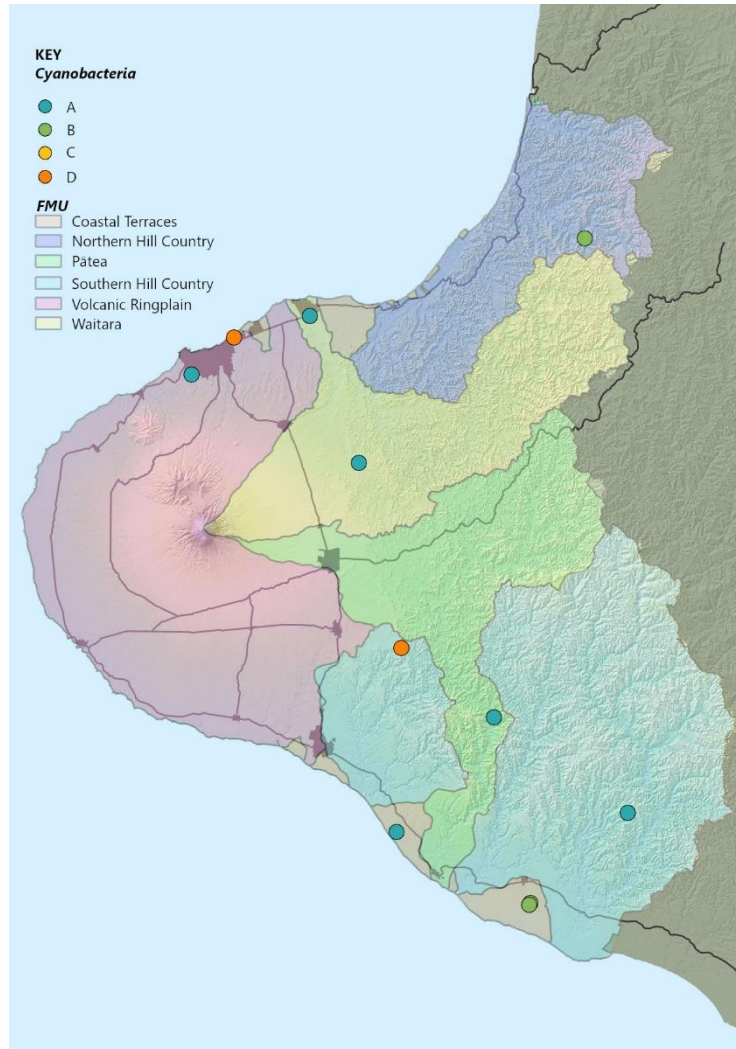 KEY
Cyanobacteria
A
B
C
D
FMU
Coastal Terraces
Northern Hill Country
Pātea
Southern Hill Country
Volcanic Ringplain
Waitara